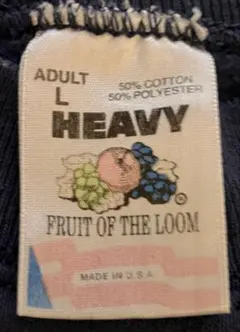 ADULT
L
50% COTTON
50% POLYESTER
HEAVY
®
FRUIT OF THE LOOM
MADE IN U.S.A.